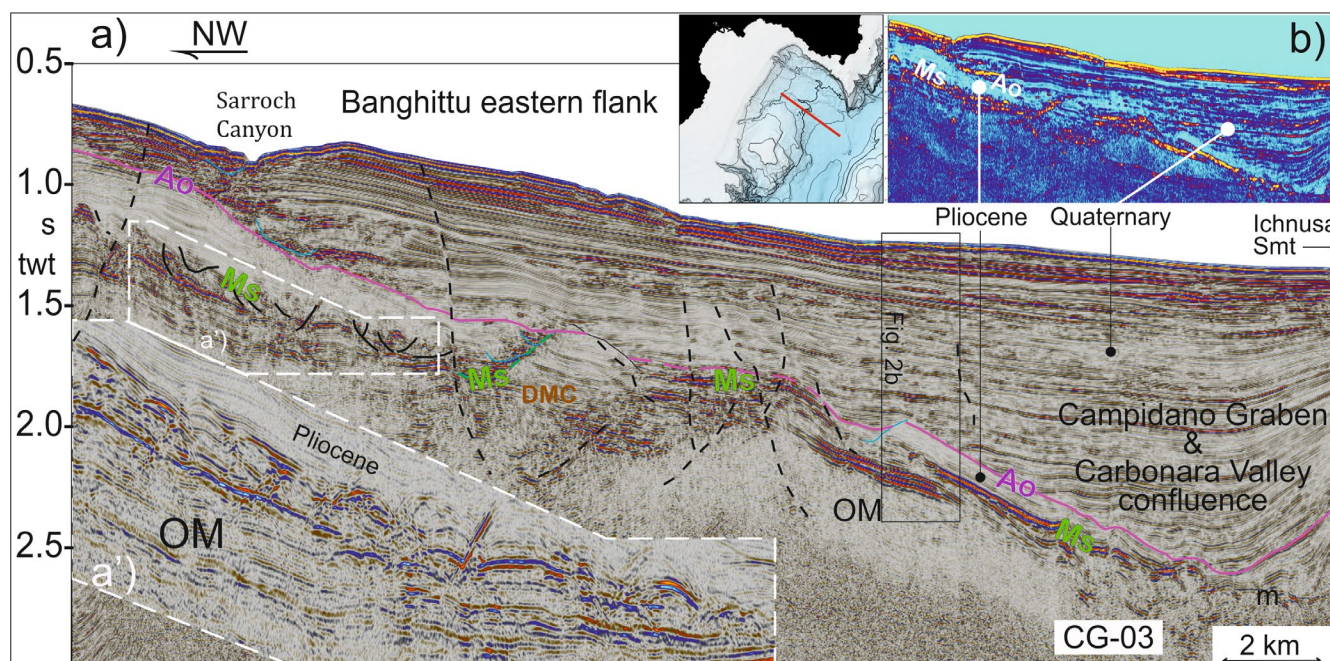 a)
NW
0.5
Sarroch
Canyon
Banghittu eastern flank
b)
Ms
Ao
Pliocene
Quaternary
Ichnusa
Smt
1.0
s
twt
1.5
2.0
2.5
Ao
Ms
a')
Ms
DMC
Ms
Fig. 2b
Campidano Graben
&
Carbonara Valley
confluence
Pliocene
OM
OM
Ao
Ms
a')
m
CG-03
2 km